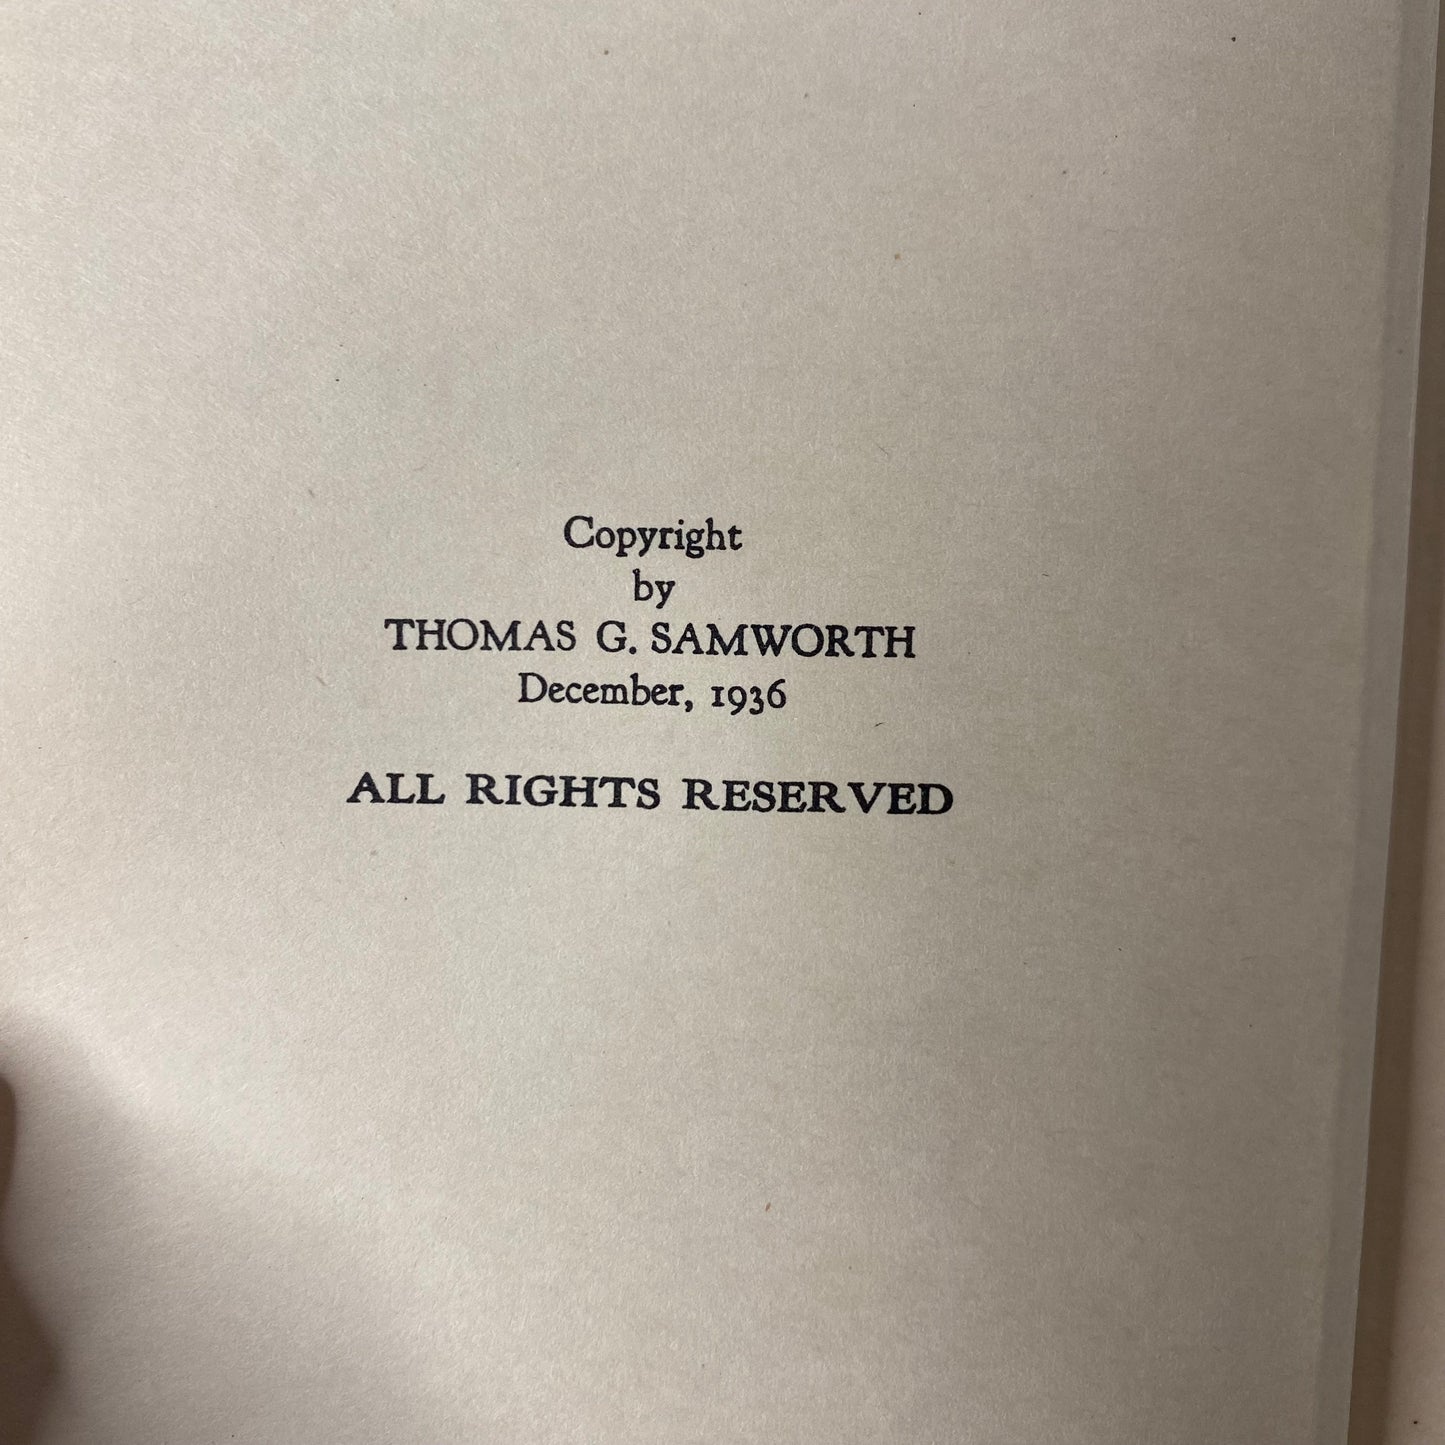 Copyright
by
THOMAS G. SAMWORTH
December, 1936
ALL RIGHTS RESERVED